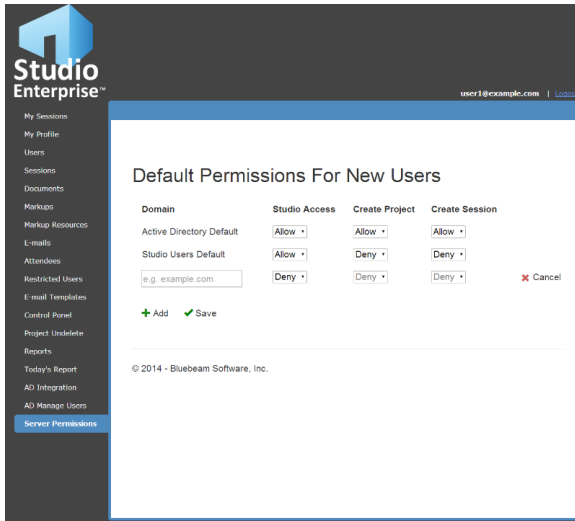 Studio
Enterprise™
user1@example.com |
My Sessions
My Profile
Users
Sessions
Documents
Markups
Markup Resources
E-mails
Attendees
Restricted Users
E-mail Templates
Control Panel
Project Undelete
Reports
Today's Report
AD Integration
AD Manage Users
Server Permissions
Default Permissions For New Users
Domain Studio Access Create Project Create Session
Active Directory Default Allow Allow Allow
Studio Users Default Allow Deny Deny
e.g. example.com Deny Deny Deny Cancel
Add Save
© 2014 - Bluebeam Software, Inc.